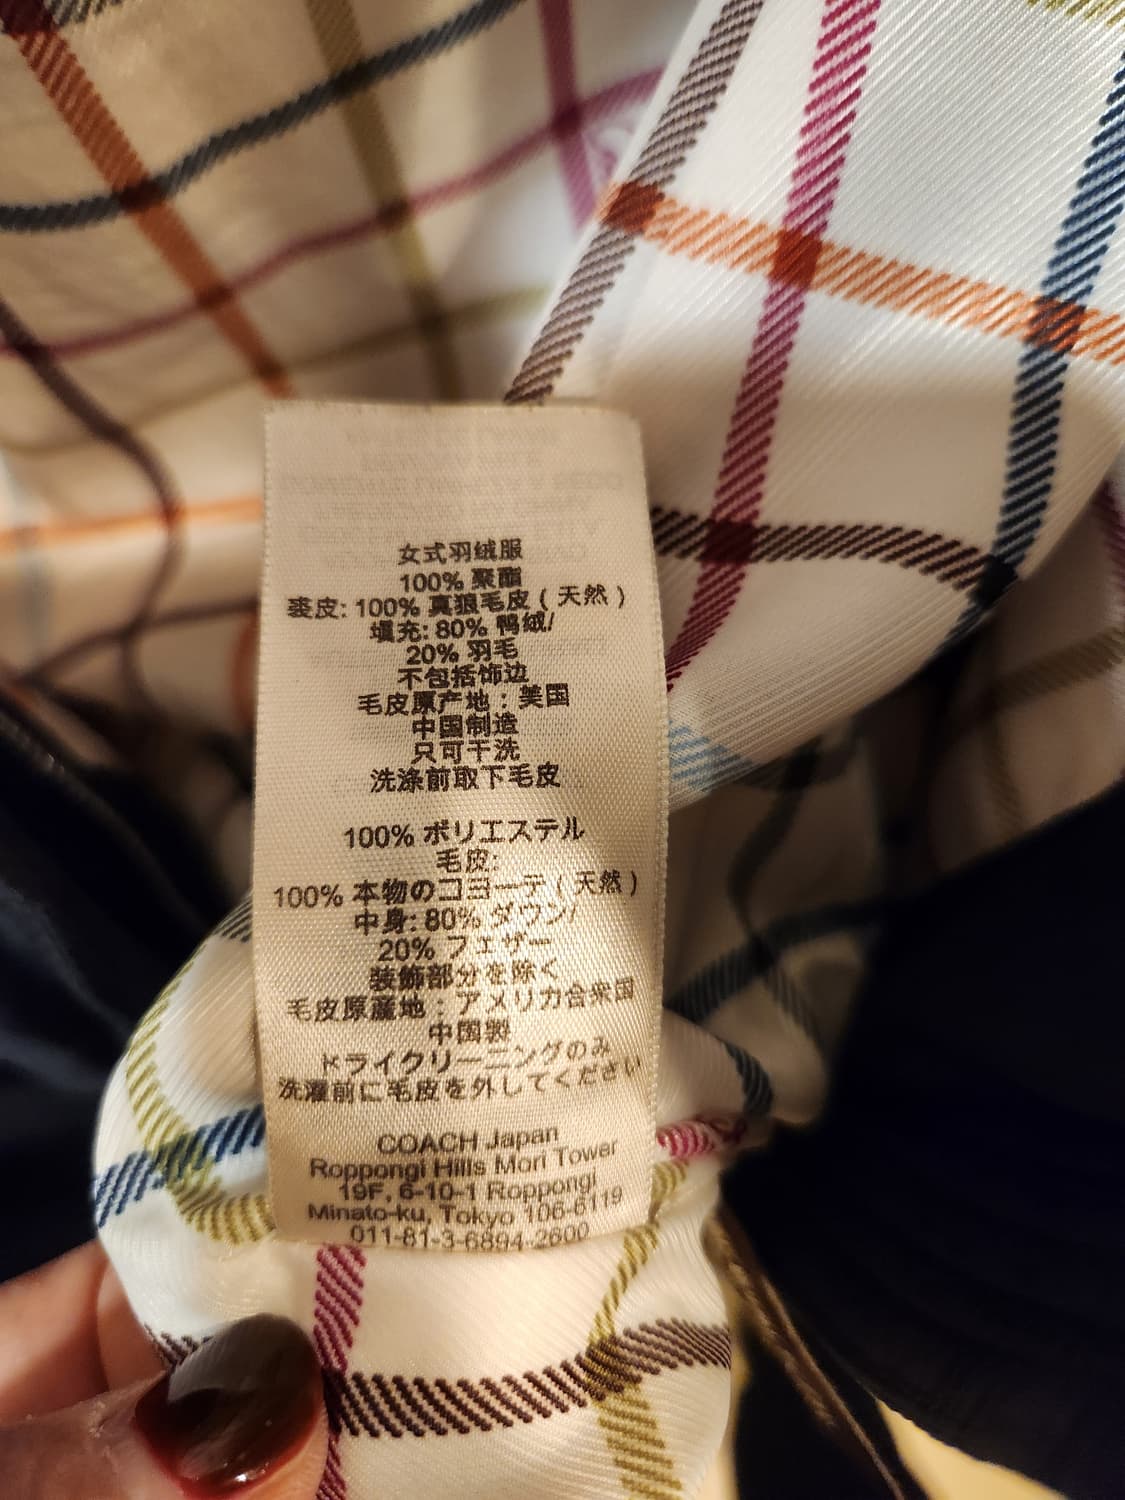 女式羽绒服
100% 聚酯
裘皮: 100% 真狼毛皮 ( 天然 )
填充: 80% 鸭绒/
20% 羽毛
不包括饰边
毛皮原产地 : 美国
中国制造
只可干洗
洗涤前取下毛皮
100% ポリエステル
毛皮:
100% 本物のコヨーテ ( 天然 )
中身: 80% ダウン/
20% フェザー
装飾部分を除く
毛皮原産地 : アメリカ合衆国
中国製
ドライクリーニングのみ
洗濯前に毛皮を外してください
COACH Japan
Roppongi Hills Mori Tower
19F, 6-10-1 Roppongi
Minato-ku, Tokyo 106-6119
011-81-3-6894-2600